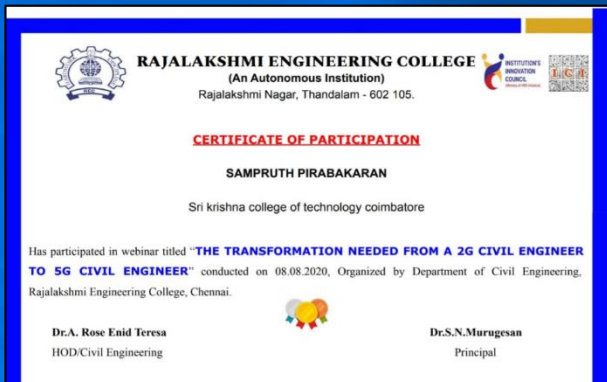 RAJALAKSHMI ENGINEERING COLLEGE
(An Autonomous Institution)
Rajalakshmi Nagar, Thandalam - 602 105.
REC
INSTITUTION'S
INNOVATION
COUNCIL
CERTIFICATE OF PARTICIPATION
SAMPRUTH PIRABAKARAN
Sri krishna college of technology coimbatore
Has participated in webinar titled "THE TRANSFORMATION NEEDED FROM A 2G CIVIL ENGINEER
TO 5G CIVIL ENGINEER" conducted on 08.08.2020, Organized by Department of Civil Engineering,
Rajalakshmi Engineering College, Chennai.
Dr.A. Rose Enid Teresa
HOD/Civil Engineering
Dr.S.N.Murugesan
Principal